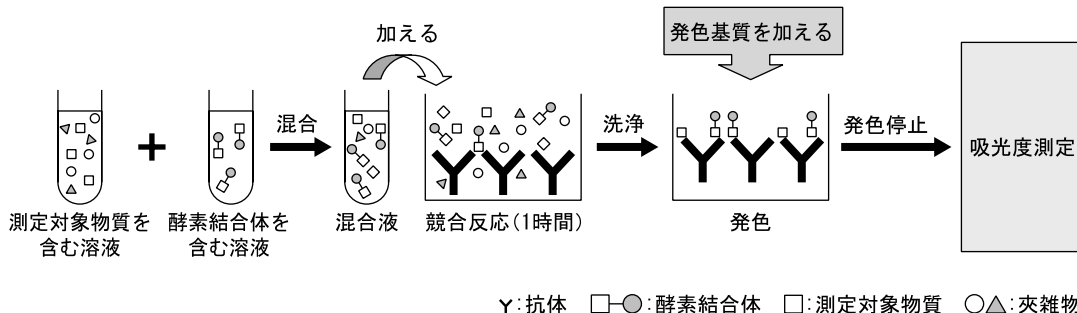 加える
発色基質を加える
混合
洗浄
発色停止
吸光度測定
測定対象物質を
含む溶液
酵素結合体を
含む溶液
混合液
競合反応(1時間)
発色
:抗体 :酵素結合体 :測定対象物質 :夾雑物